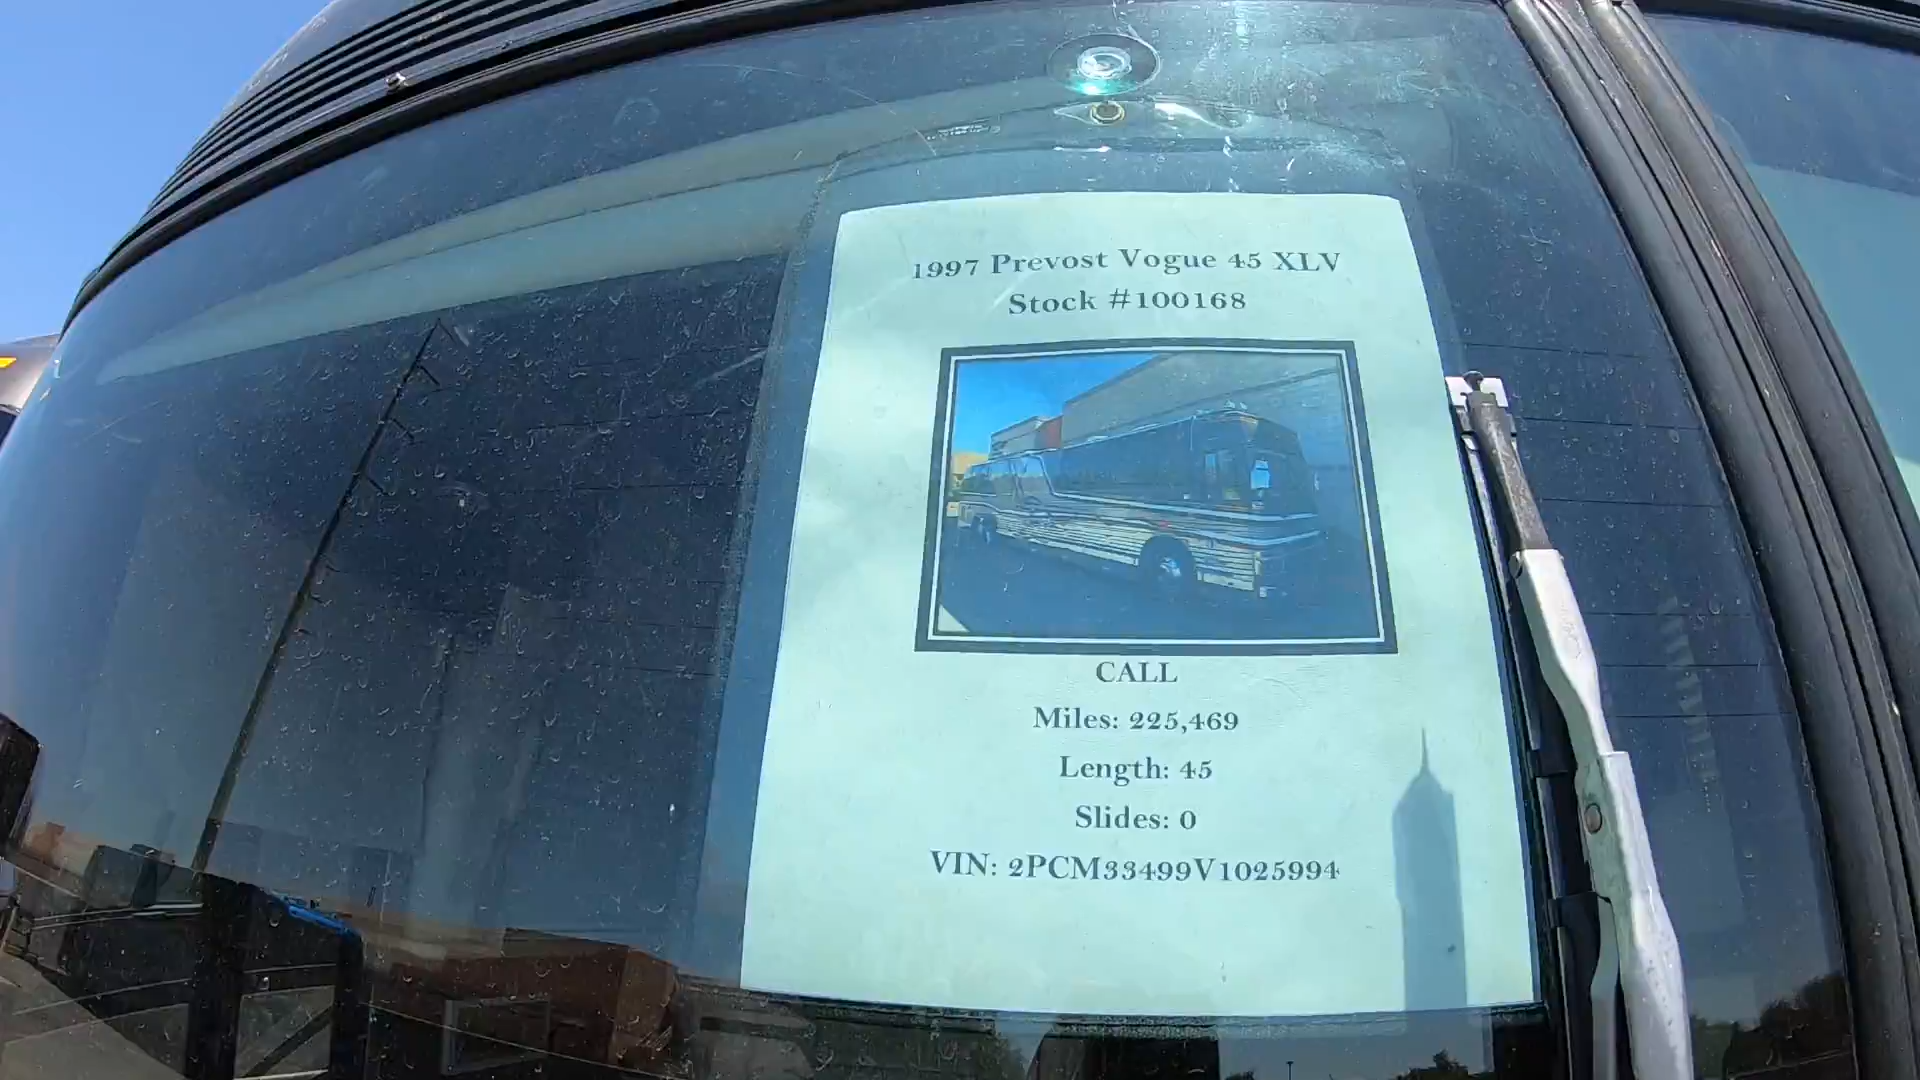 1997 Prevost Vogue 45 XLV
Stock #100168
CALL
Miles: 225,469
Length: 45
Slides: 0
VIN: 2PCM33499V1025994